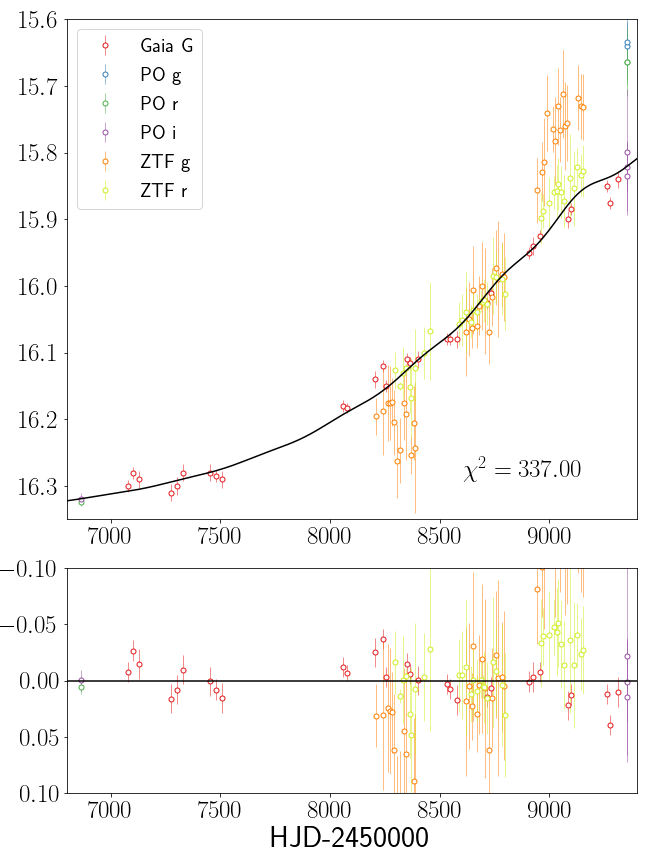 15.6
15.7
15.8
15.9
16.0
16.1
16.2
16.3
Gaia G
PO g
PO r
PO i
ZTF g
ZTF r
χ² = 337.00
7000 7500 8000 8500 9000
−0.10
−0.05
0.00
0.05
0.10
7000 7500 8000 8500 9000
HJD-2450000